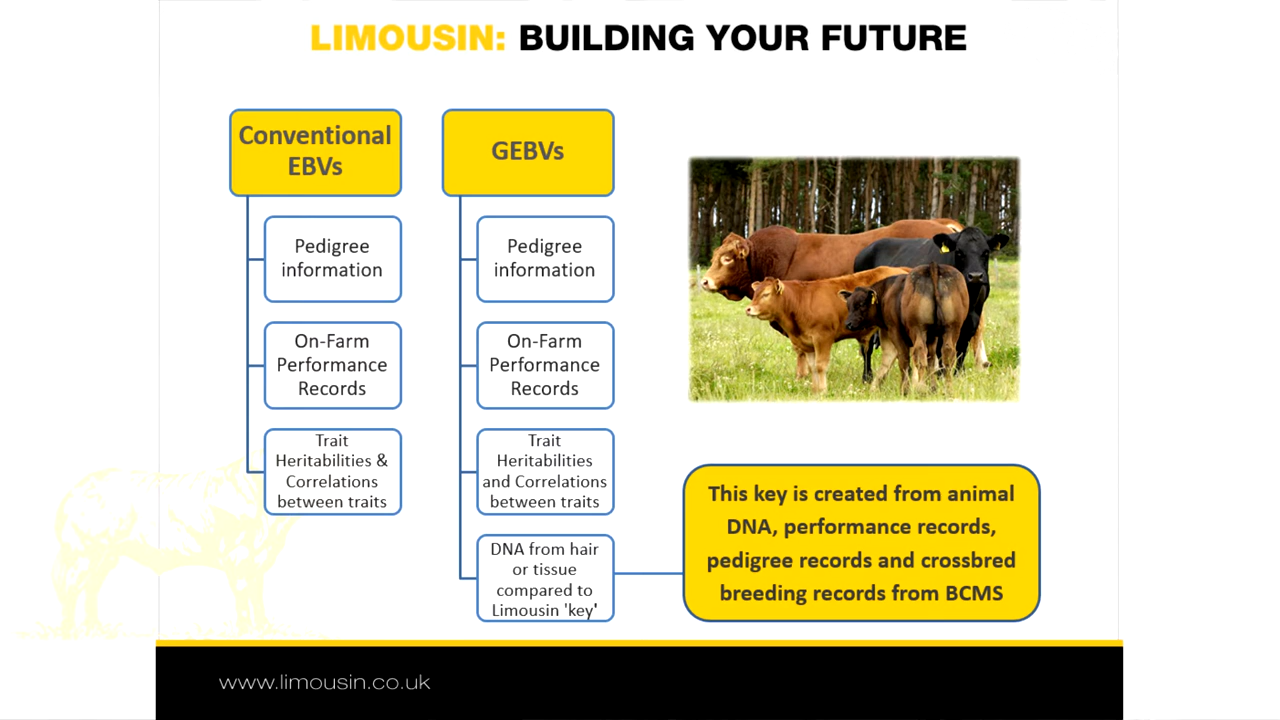 LIMOUSIN: BUILDING YOUR FUTURE
Conventional
EBVs
Pedigree
information
On-Farm
Performance
Records
Trait
Heritabilities &
Correlations
between traits
GEBVs
Pedigree
information
On-Farm
Performance
Records
Trait
Heritabilities
and Correlations
between traits
DNA from hair
or tissue
compared to
Limousin 'key'
This key is created from animal
DNA, performance records,
pedigree records and crossbred
breeding records from BCMS
www.limousin.co.uk